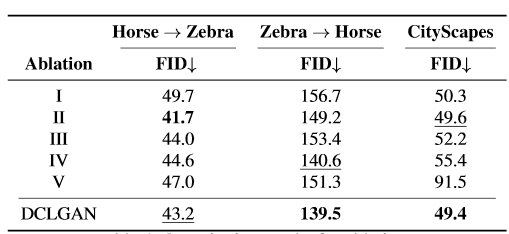 Horse → Zebra Zebra → Horse CityScapes
Ablation FID↓ FID↓ FID↓
I 49.7 156.7 50.3
II 41.7 149.2 49.6
III 44.0 153.4 52.2
IV 44.6 140.6 55.4
V 47.0 151.3 91.5
DCLGAN 43.2 139.5 49.4